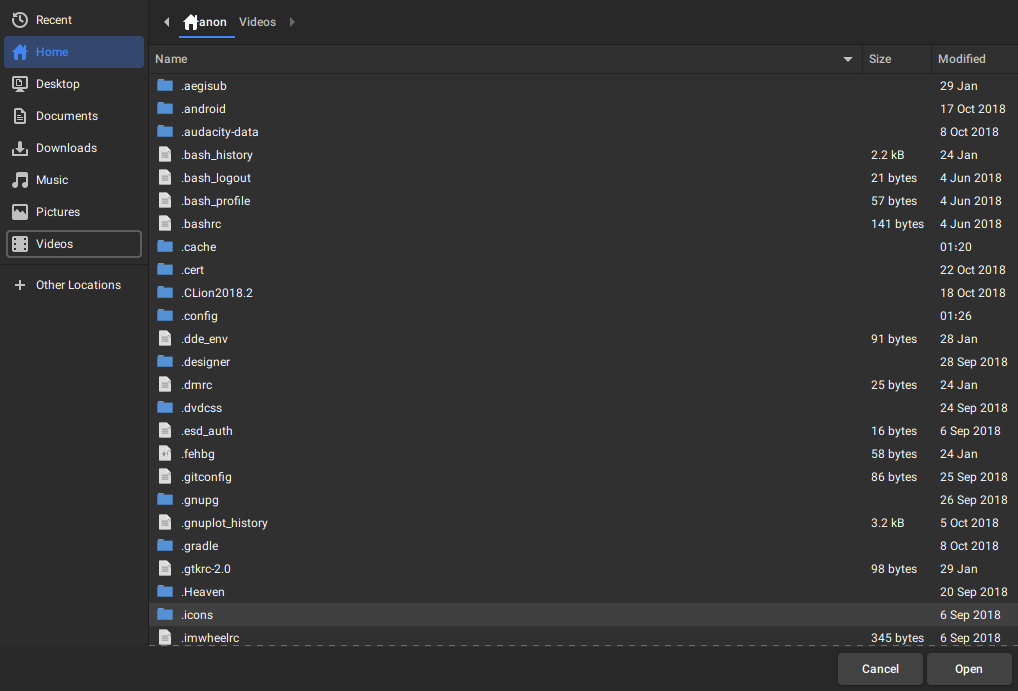 Recent
Home
Desktop
Documents
Downloads
Music
Pictures
Videos
Other Locations
anon Videos
Name Size Modified
.aegisub 29 Jan
.android 17 Oct 2018
.audacity-data 8 Oct 2018
.bash_history 2.2 kB 24 Jan
.bash_logout 21 bytes 4 Jun 2018
.bash_profile 57 bytes 4 Jun 2018
.bashrc 141 bytes 4 Jun 2018
.cache 01:20
.cert 22 Oct 2018
.CLion2018.2 18 Oct 2018
.config 01:26
.dde_env 91 bytes 28 Jan
.designer 28 Sep 2018
.dmrc 25 bytes 24 Jan
.dvdcss 24 Sep 2018
.esd_auth 16 bytes 6 Sep 2018
.fehbg 58 bytes 24 Jan
.gitconfig 86 bytes 25 Sep 2018
.gnupg 26 Sep 2018
.gnuplot_history 3.2 kB 5 Oct 2018
.gradle 8 Oct 2018
.gtkrc-2.0 98 bytes 29 Jan
.Heaven 20 Sep 2018
.icons 6 Sep 2018
.imwheelrc 345 bytes 6 Sep 2018
Cancel Open